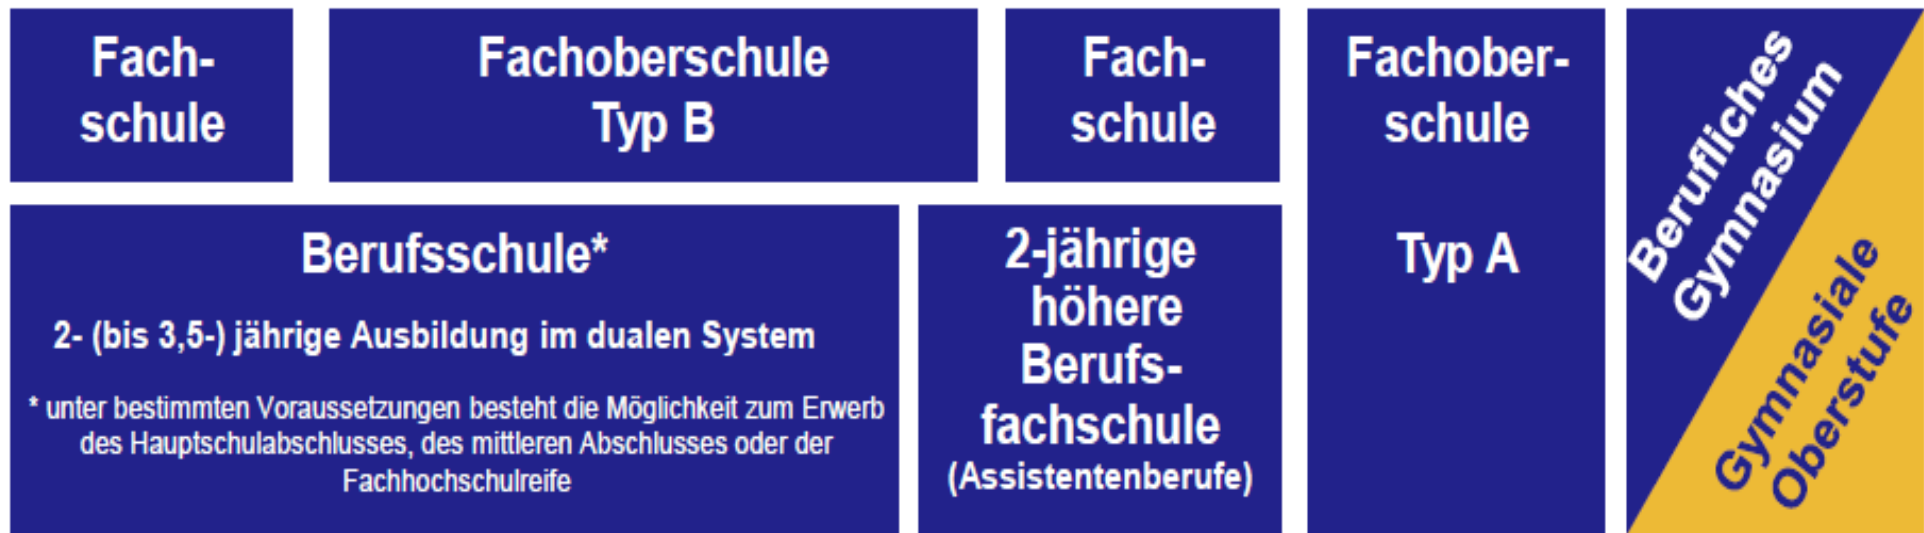 Fach-
schule
Fachoberschule
Typ B
Fach-
schule
Fachober-
schule
Typ A
Berufliches
Gymnasium
Gymnasiale
Oberstufe
Berufsschule*
2- (bis 3,5-) jährige Ausbildung im dualen System
* unter bestimmten Voraussetzungen besteht die Möglichkeit zum Erwerb
des Hauptschulabschlusses, des mittleren Abschlusses oder der
Fachhochschulreife
2-jährige
höhere
Berufs-
fachschule
(Assistentenberufe)